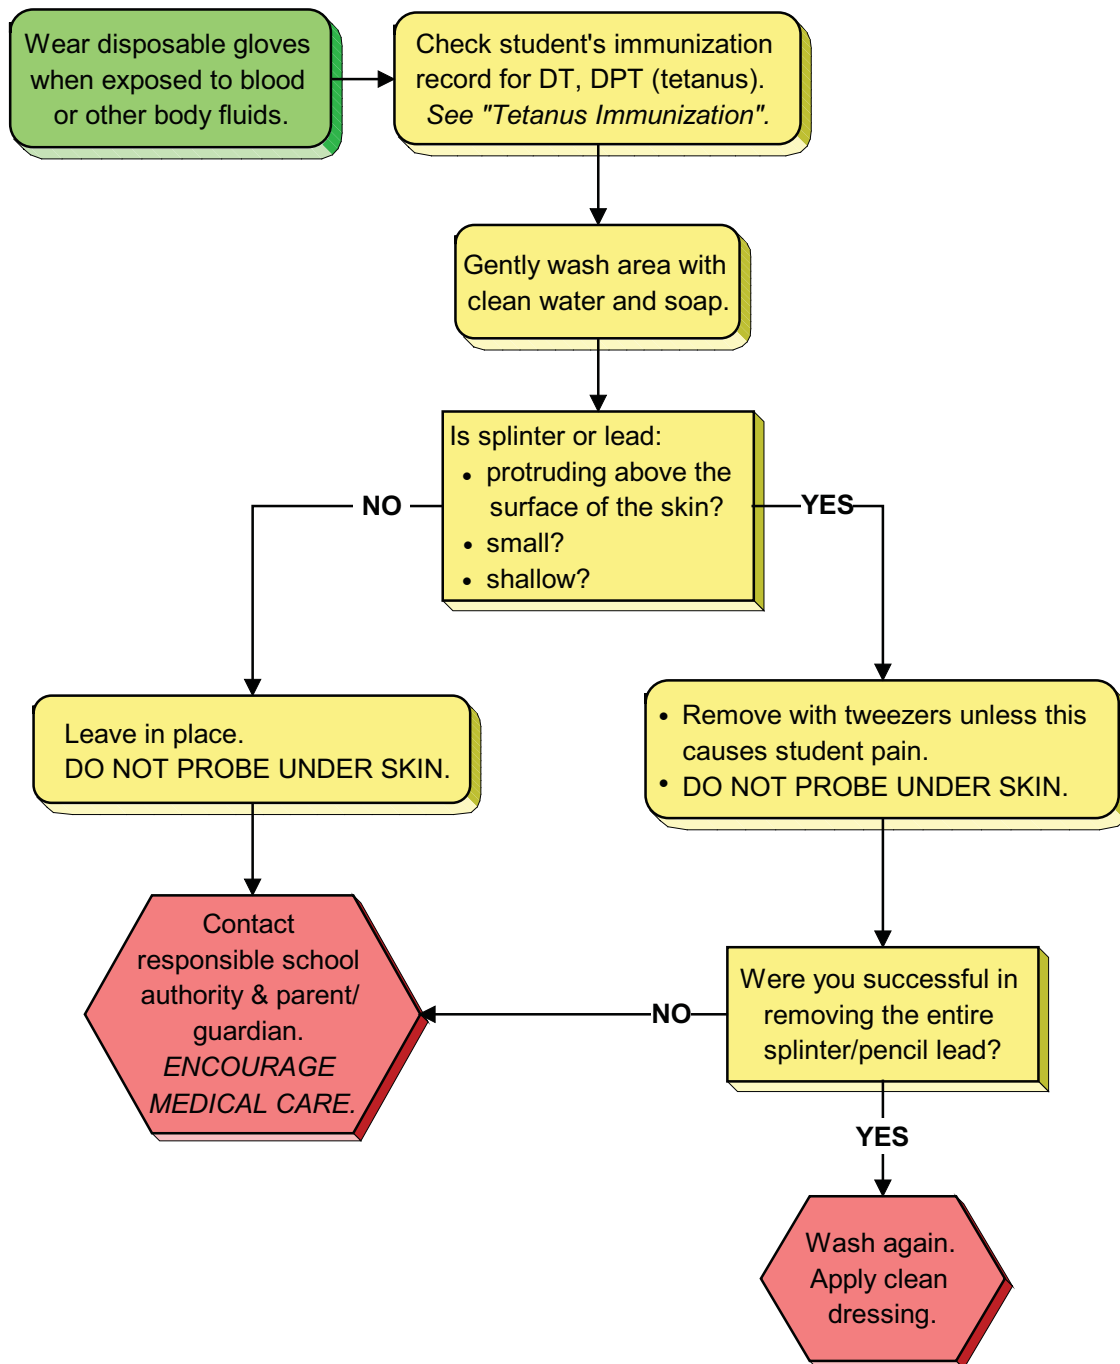 Wear disposable gloves
when exposed to blood
or other body fluids.
Check student's immunization
record for DT, DPT (tetanus).
See "Tetanus Immunization".
Gently wash area with
clean water and soap.
Is splinter or lead:
• protruding above the
surface of the skin?
• small?
• shallow?
NO
YES
Leave in place.
DO NOT PROBE UNDER SKIN.
• Remove with tweezers unless this
causes student pain.
• DO NOT PROBE UNDER SKIN.
Contact
responsible school
authority & parent/
guardian.
ENCOURAGE
MEDICAL CARE.
NO
Were you successful in
removing the entire
splinter/pencil lead?
YES
Wash again.
Apply clean
dressing.